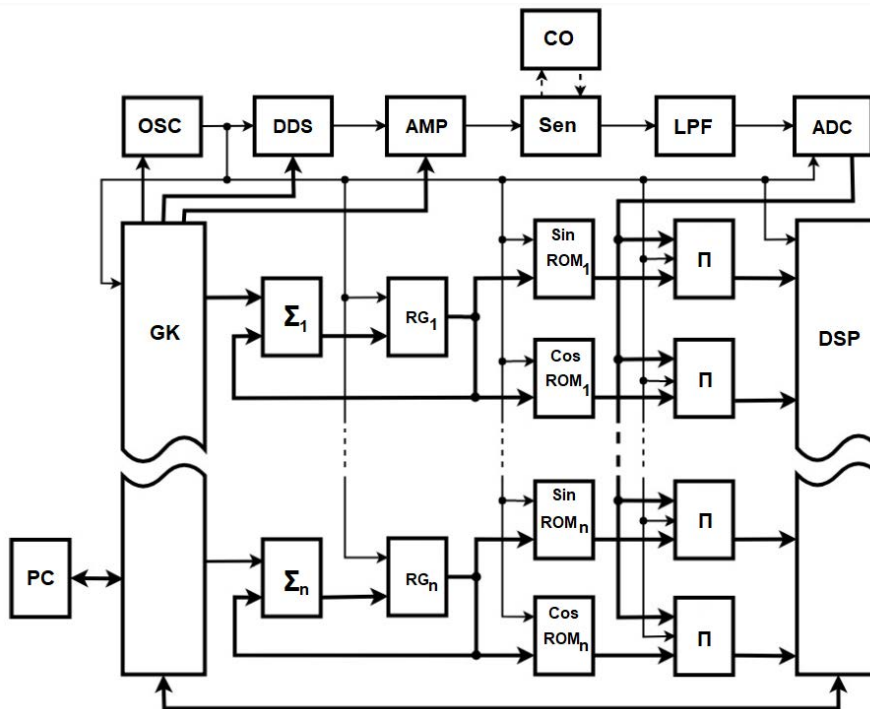 CO
OSC
DDS
AMP
Sen
LPF
ADC
Sin
ROM1
Π
Σ1
RG1
GK
DSP
Cos
ROM1
Π
Sin
ROMn
Π
PC
Σn
RGn
Cos
ROMn
Π